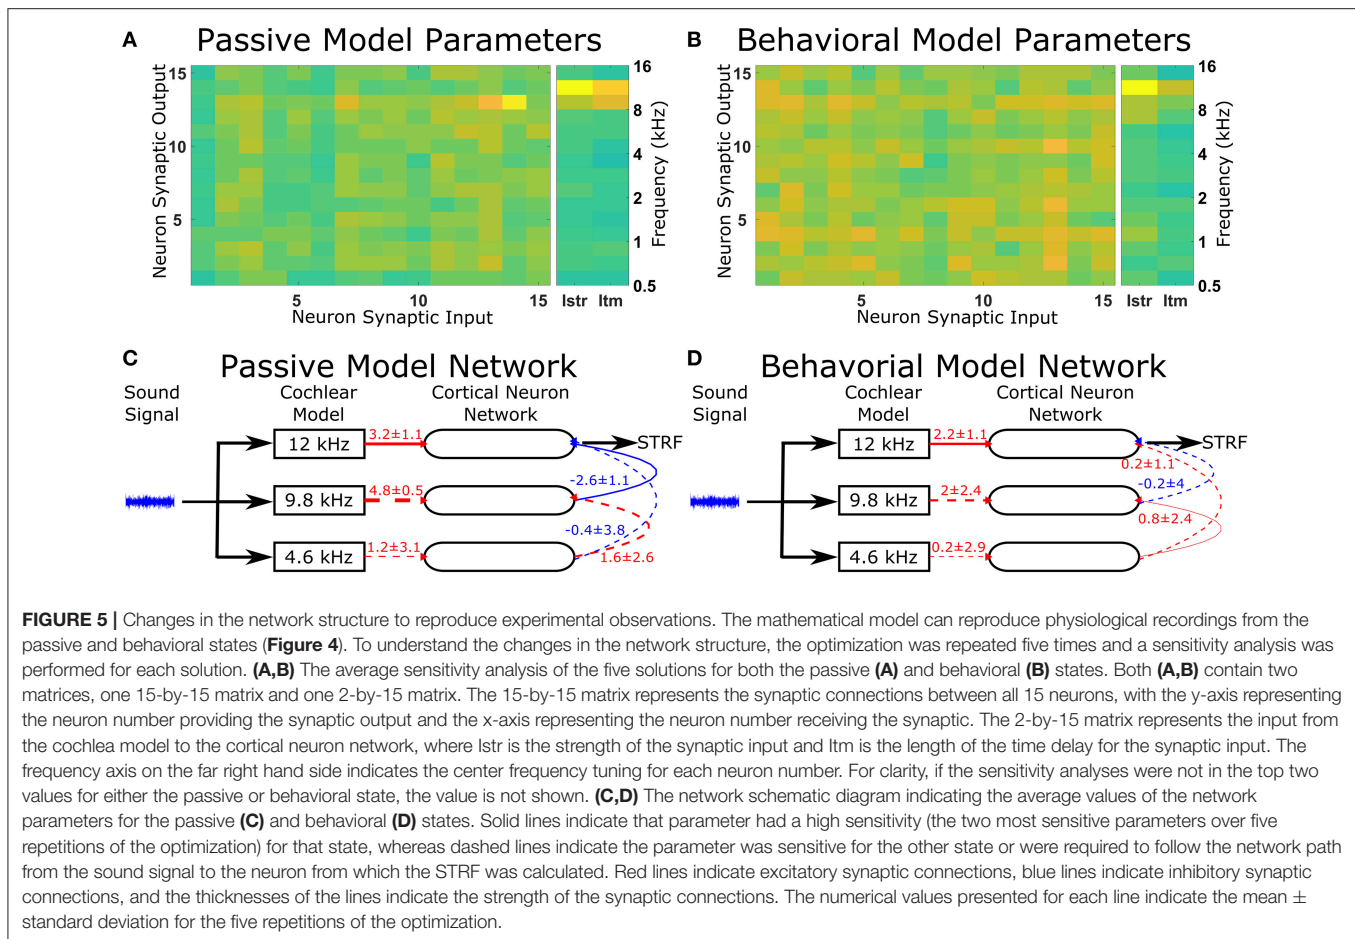 A Passive Model Parameters
Neuron Synaptic Output
15
10
5
5 10 15
Neuron Synaptic Input
Istr Itm
16
8
4
2
1
0.5
Frequency (kHz)
B Behavioral Model Parameters
Neuron Synaptic Output
15
10
5
5 10 15
Neuron Synaptic Input
Istr Itm
16
8
4
2
1
0.5
Frequency (kHz)
C Passive Model Network
Sound Signal
Cochlear Model
Cortical Neuron Network
12 kHz
3.2±1.1
STRF
-2.6±1.1
9.8 kHz
4.8±0.5
-0.4±3.8
4.6 kHz
1.2±3.1
1.6±2.6
D Behavorial Model Network
Sound Signal
Cochlear Model
Cortical Neuron Network
12 kHz
2.2±1.1
STRF
0.2±1.1
-0.2±4
9.8 kHz
2±2.4
0.8±2.4
4.6 kHz
0.2±2.9
FIGURE 5 | Changes in the network structure to reproduce experimental observations. The mathematical model can reproduce physiological recordings from the
passive and behavioral states (Figure 4). To understand the changes in the network structure, the optimization was repeated five times and a sensitivity analysis was
performed for each solution. (A,B) The average sensitivity analysis of the five solutions for both the passive (A) and behavioral (B) states. Both (A,B) contain two
matrices, one 15-by-15 matrix and one 2-by-15 matrix. The 15-by-15 matrix represents the synaptic connections between all 15 neurons, with the y-axis representing
the neuron number providing the synaptic output and the x-axis representing the neuron number receiving the synaptic. The 2-by-15 matrix represents the input from
the cochlea model to the cortical neuron network, where Istr is the strength of the synaptic input and Itm is the length of the time delay for the synaptic input. The
frequency axis on the far right hand side indicates the center frequency tuning for each neuron number. For clarity, if the sensitivity analyses were not in the top two
values for either the passive or behavioral state, the value is not shown. (C,D) The network schematic diagram indicating the average values of the network
parameters for the passive (C) and behavioral (D) states. Solid lines indicate that parameter had a high sensitivity (the two most sensitive parameters over five
repetitions of the optimization) for that state, whereas dashed lines indicate the parameter was sensitive for the other state or were required to follow the network path
from the sound signal to the neuron from which the STRF was calculated. Red lines indicate excitatory synaptic connections, blue lines indicate inhibitory synaptic
connections, and the thicknesses of the lines indicate the strength of the synaptic connections. The numerical values presented for each line indicate the mean ±
standard deviation for the five repetitions of the optimization.